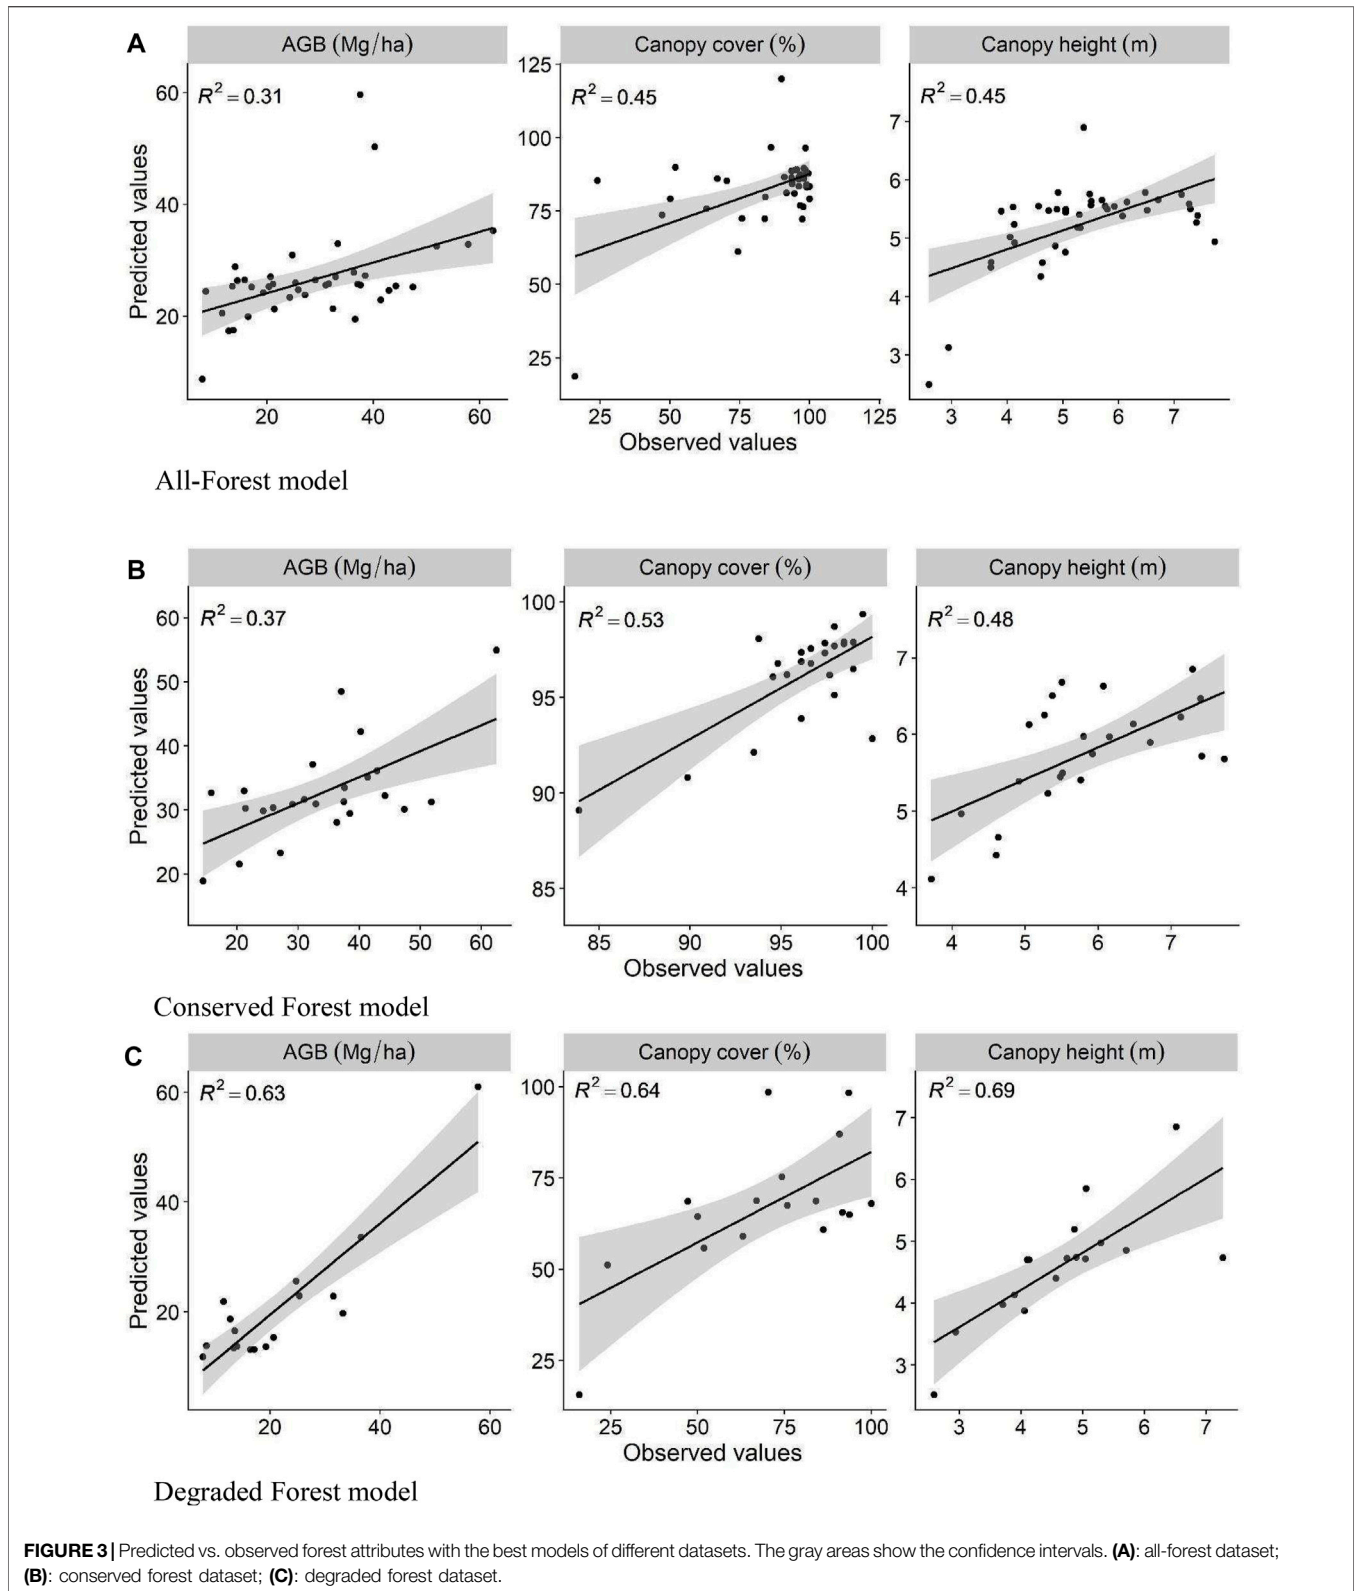 A
AGB (Mg/ha)
Canopy cover (%)
Canopy height (m)
R² = 0.31
R² = 0.45
R² = 0.45
Predicted values
60
40
20
125
100
75
50
25
7
6
5
4
3
20 40 60
25 50 75 100 125
3 4 5 6 7
Observed values
All-Forest model
B
AGB (Mg/ha)
Canopy cover (%)
Canopy height (m)
R² = 0.37
R² = 0.53
R² = 0.48
Predicted values
60
50
40
30
20
100
95
90
85
7
6
5
4
20 30 40 50 60
85 90 95 100
4 5 6 7
Observed values
Conserved Forest model
C
AGB (Mg/ha)
Canopy cover (%)
Canopy height (m)
R² = 0.63
R² = 0.64
R² = 0.69
Predicted values
60
40
20
100
75
50
25
7
6
5
4
3
20 40 60
25 50 75 100
3 4 5 6 7
Observed values
Degraded Forest model
FIGURE 3 | Predicted vs. observed forest attributes with the best models of different datasets. The gray areas show the confidence intervals. (A): all-forest dataset;
(B): conserved forest dataset; (C): degraded forest dataset.